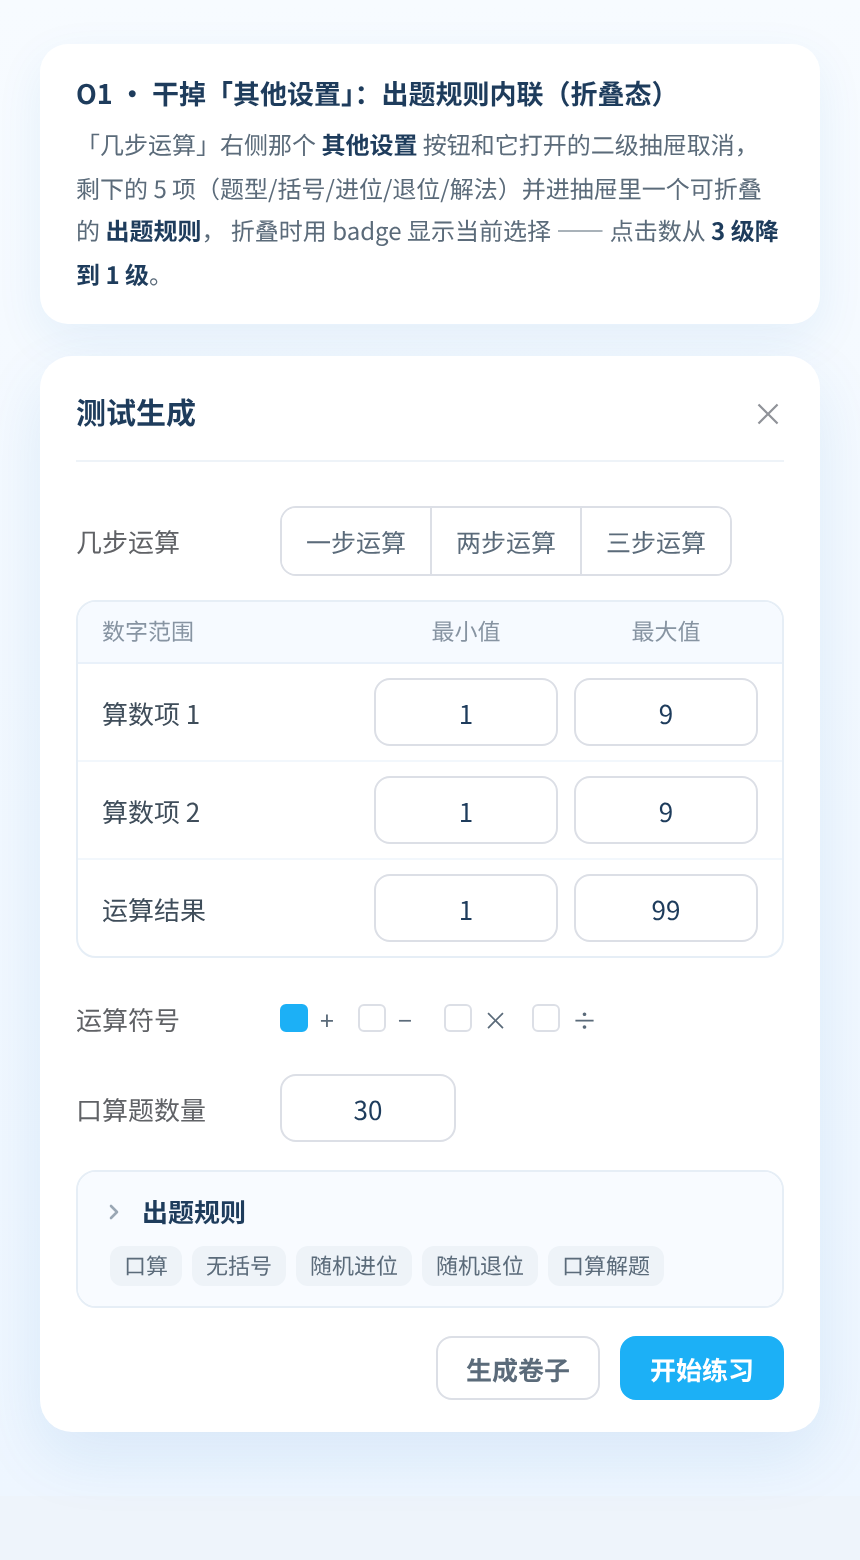 O1 · 干掉「其他设置」：出题规则内联（折叠态）
「几步运算」右侧那个 其他设置 按钮和它打开的二级抽屉取消，
剩下的 5 项（题型/括号/进位/退位/解法）并进抽屉里一个可折叠
的 出题规则， 折叠时用 badge 显示当前选择 —— 点击数从 3 级降
到 1 级。
测试生成
几步运算 一步运算 两步运算 三步运算
数字范围 最小值 最大值
算数项 1 1 9
算数项 2 1 9
运算结果 1 99
运算符号 + − × ÷
口算题数量 30
出题规则
口算 无括号 随机进位 随机退位 口算解题
生成卷子 开始练习